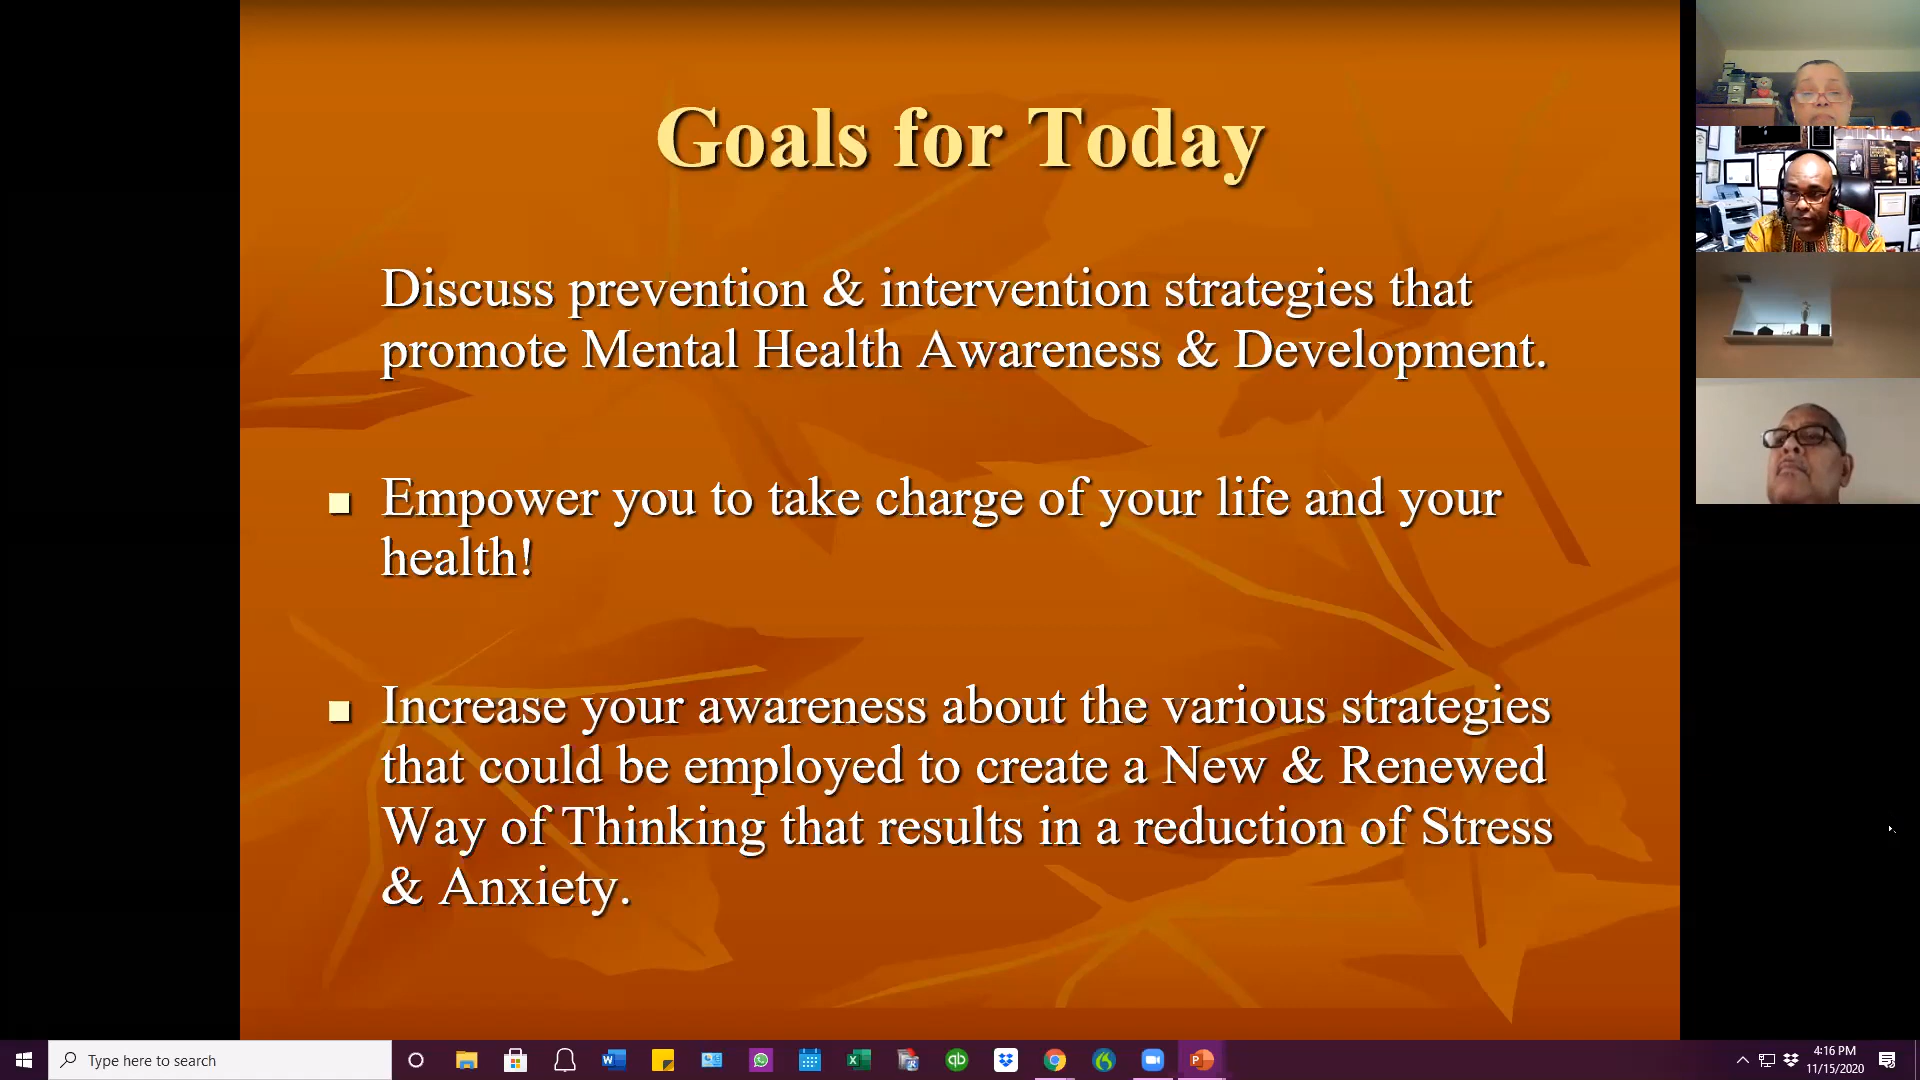 Goals for Today
Discuss prevention & intervention strategies that
promote Mental Health Awareness & Development.
Empower you to take charge of your life and your
health!
Increase your awareness about the various strategies
that could be employed to create a New & Renewed
Way of Thinking that results in a reduction of Stress
& Anxiety.
Type here to search
4:16 PM
11/15/2020